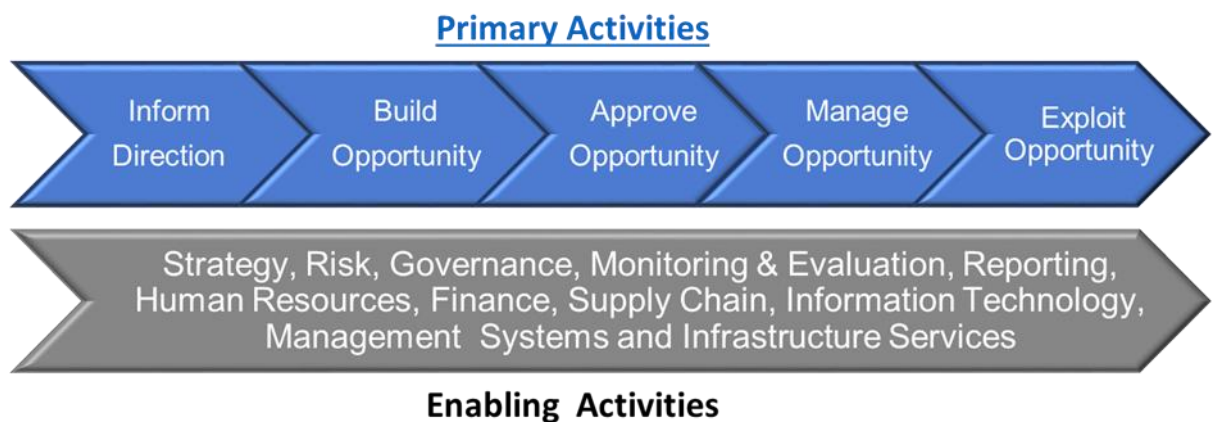 Primary Activities
Inform
Direction
Build
Opportunity
Approve
Opportunity
Manage
Opportunity
Exploit
Opportunity
Strategy, Risk, Governance, Monitoring & Evaluation, Reporting,
Human Resources, Finance, Supply Chain, Information Technology,
Management Systems and Infrastructure Services
Enabling Activities